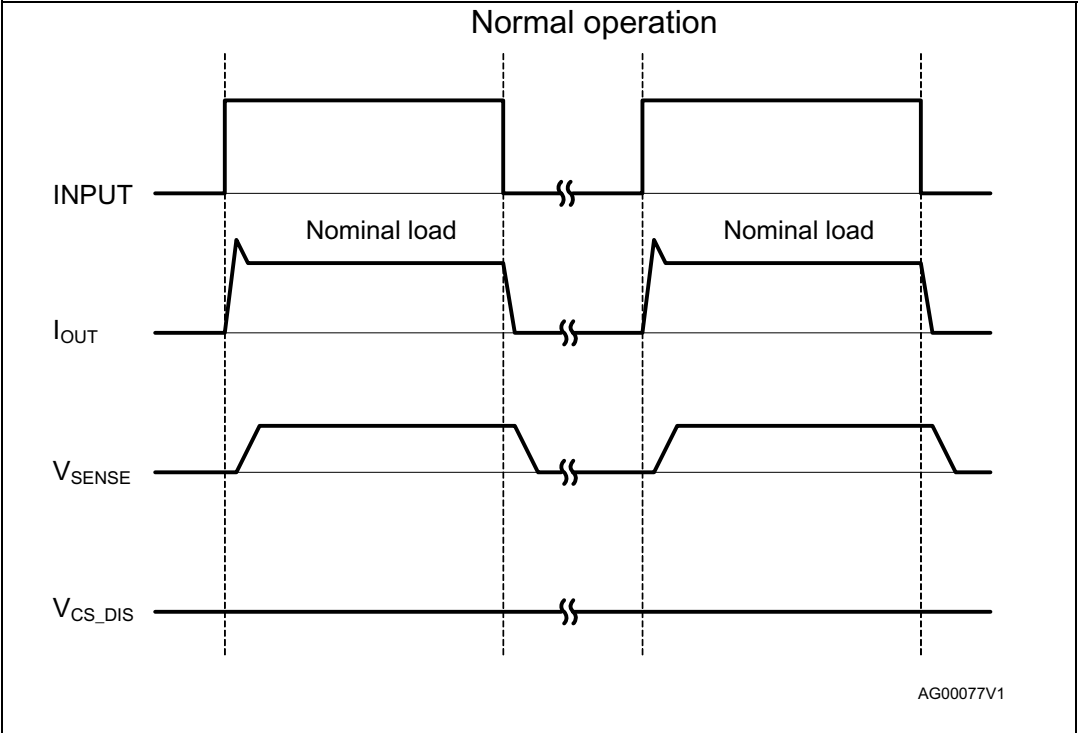 Normal operation
INPUT
Nominal load Nominal load
I_OUT
V_SENSE
V_CS_DIS
AG00077V1